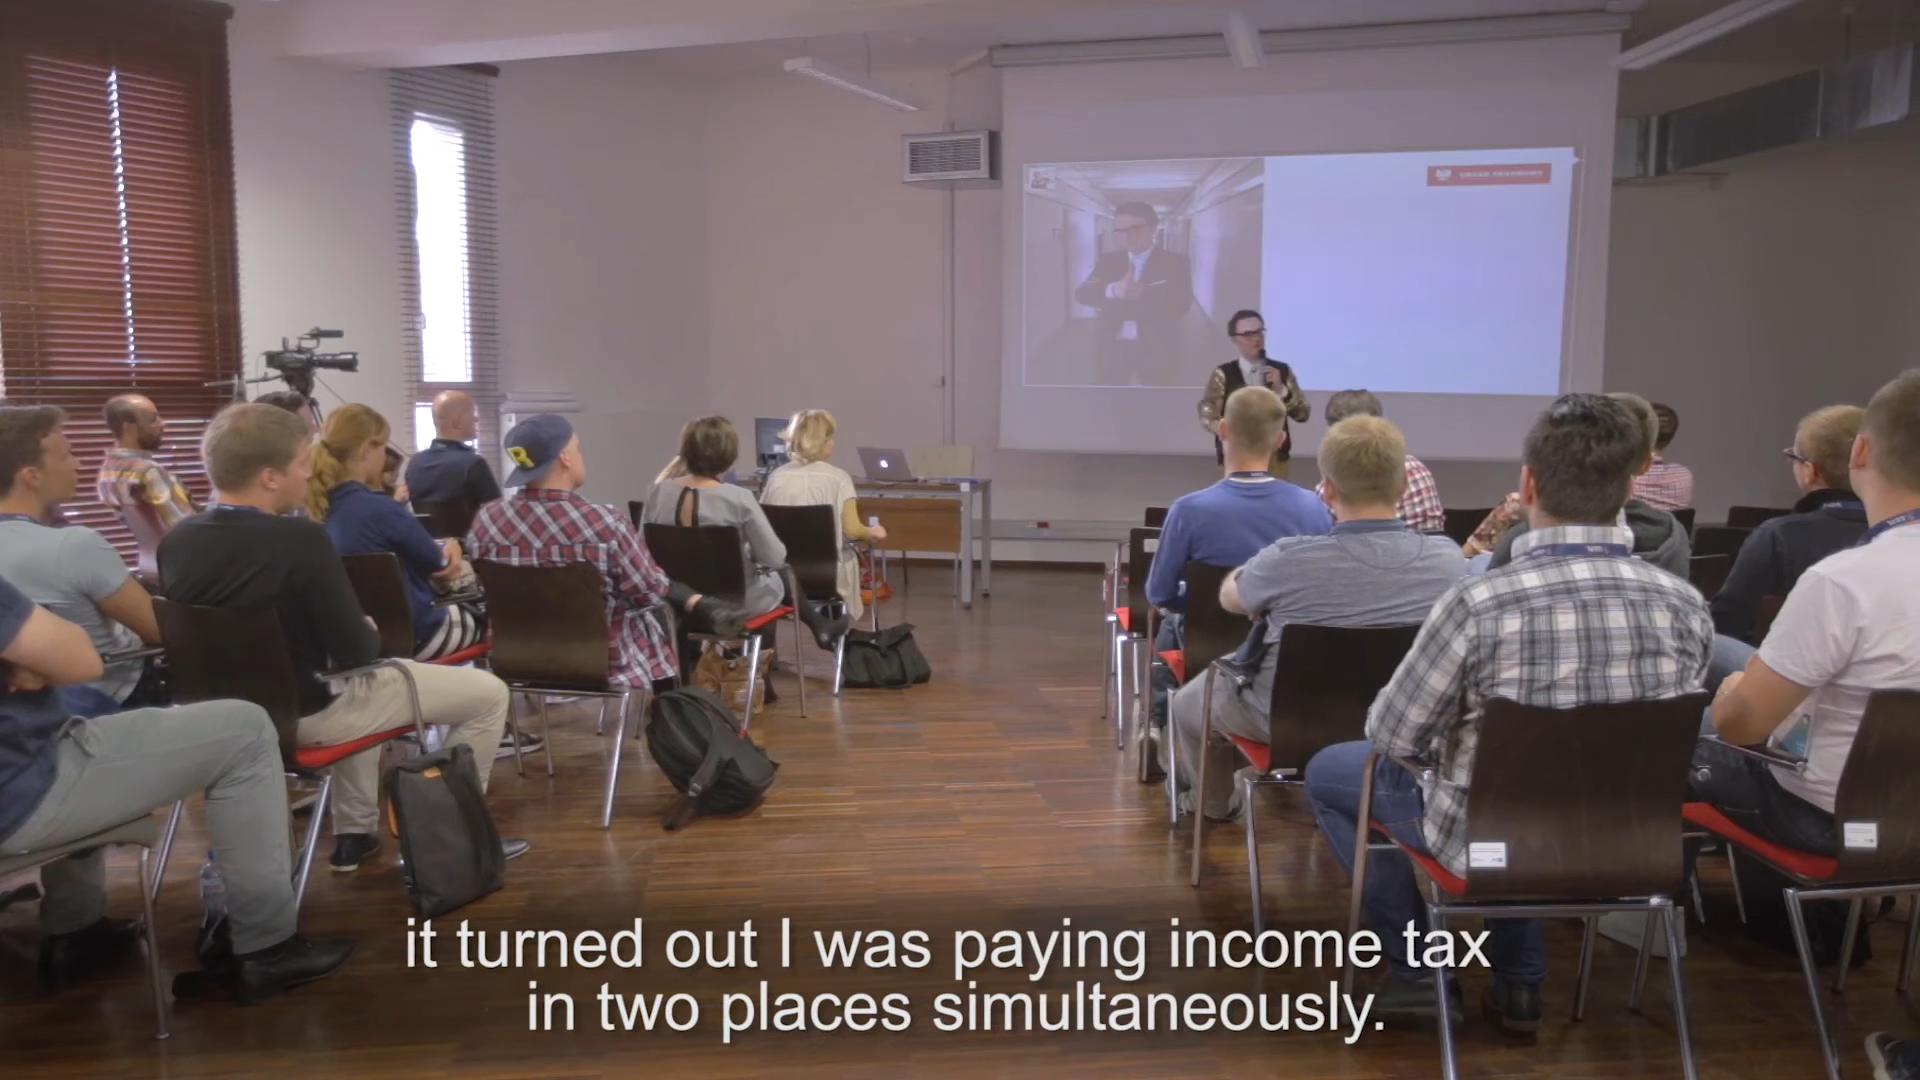 R
it turned out I was paying income tax
in two places simultaneously.